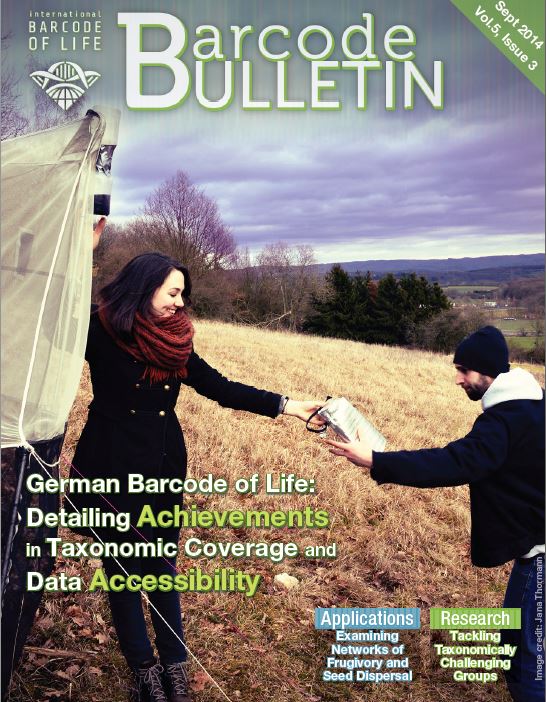 international
BARCODE
OF LIFE
Barcode
BULLETIN
Sept 2014
Vol.5, Issue 3
German Barcode of Life:
Detailing Achievements
in Taxonomic Coverage and
Data Accessibility
Applications
Examining
Networks of
Frugivory and
Seed Dispersal
Research
Tackling
Taxonomically
Challenging
Groups
Image credit: Jana Thormann